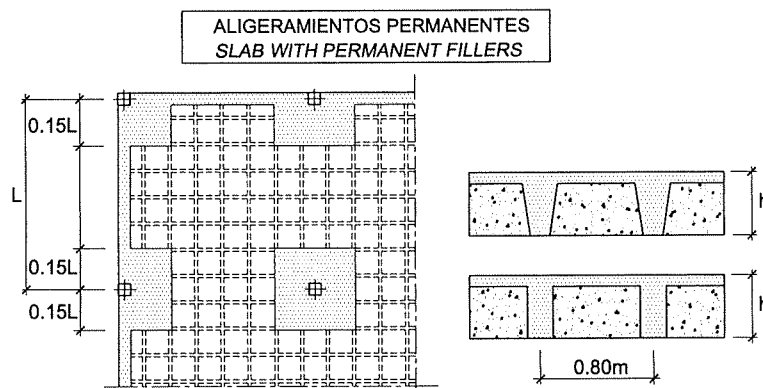 ALIGERAMIENTOS PERMANENTES
SLAB WITH PERMANENT FILLERS
0.15L
L
0.15L
0.15L
h
h
0.80m